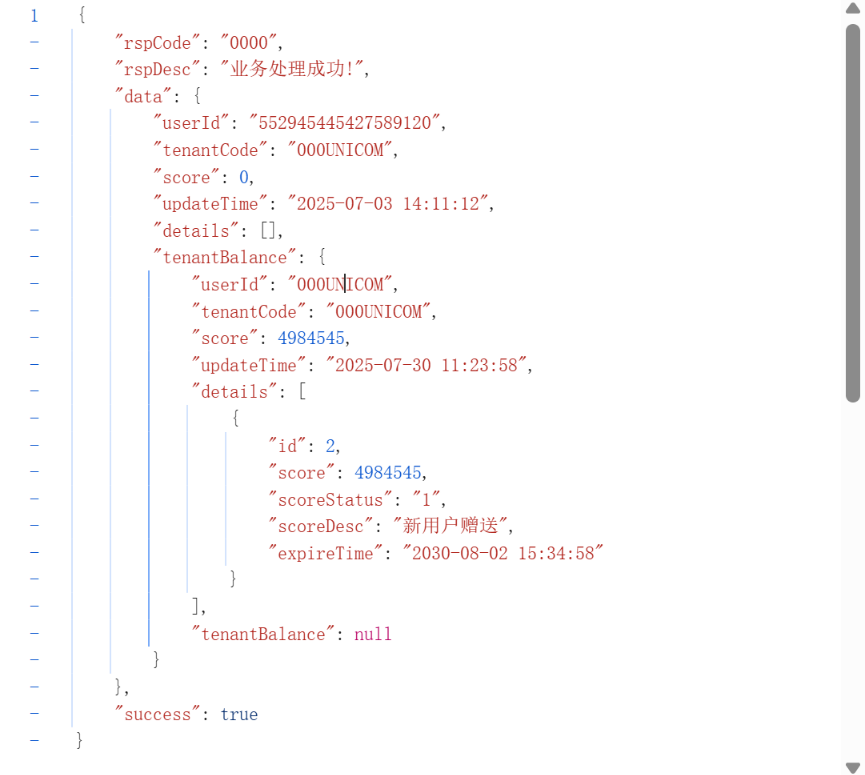 1 {
"rspCode": "0000",
"rspDesc": "业务处理成功!",
"data": {
"userId": "552945445427589120",
"tenantCode": "000UNICOM",
"score": 0,
"updateTime": "2025-07-03 14:11:12",
"details": [],
"tenantBalance": {
"userId": "000UNICOM",
"tenantCode": "000UNICOM",
"score": 4984545,
"updateTime": "2025-07-30 11:23:58",
"details": [
{
"id": 2,
"score": 4984545,
"scoreStatus": "1",
"scoreDesc": "新用户赠送",
"expireTime": "2030-08-02 15:34:58"
}
],
"tenantBalance": null
}
},
"success": true
}